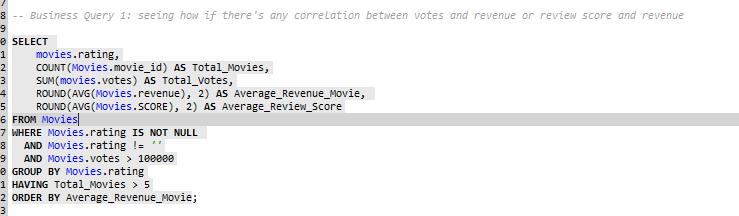 7
8 -- Business Query 1: seeing how if there's any correlation between votes and revenue or review score and revenue
9
0 SELECT
1 movies.rating,
2 COUNT(Movies.movie_id) AS Total_Movies,
3 SUM(movies.votes) AS Total_Votes,
4 ROUND(AVG(Movies.revenue), 2) AS Average_Revenue_Movie,
5 ROUND(AVG(Movies.SCORE), 2) AS Average_Review_Score
6 FROM Movies
7 WHERE Movies.rating IS NOT NULL
8 AND Movies.rating != ''
9 AND Movies.votes > 100000
0 GROUP BY Movies.rating
1 HAVING Total_Movies > 5
2 ORDER BY Average_Revenue_Movie;
3